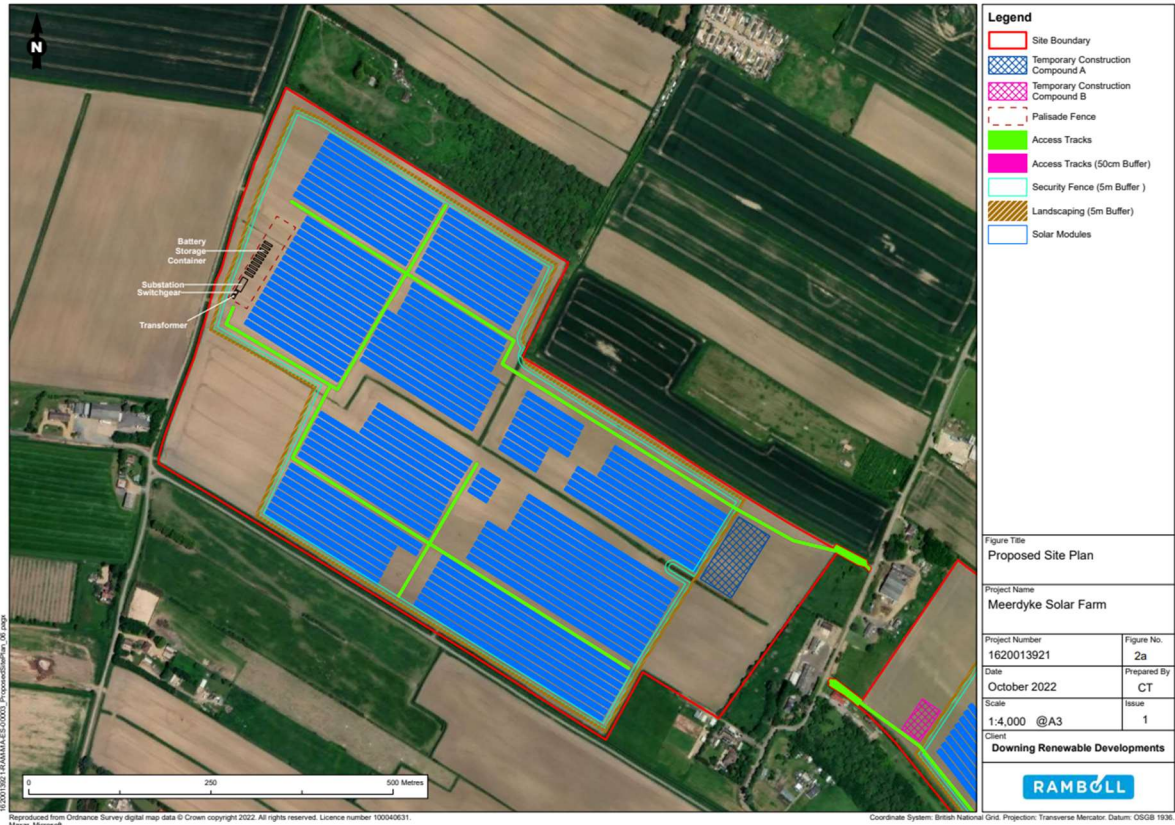 N
Battery
Storage
Container
Substation
Switchgear
Transformer
0 250 500 Metres
Legend
Site Boundary
Temporary Construction
Compound A
Temporary Construction
Compound B
Palisade Fence
Access Tracks
Access Tracks (50cm Buffer)
Security Fence (5m Buffer )
Landscaping (5m Buffer)
Solar Modules
Figure Title
Proposed Site Plan
Project Name
Meerdyke Solar Farm
Project Number
1620013921
Figure No.
2a
Date
October 2022
Prepared By
CT
Scale
1:4,000 @A3
Issue
1
Client
Downing Renewable Developments
RAMBOLL
Reproduced from Ordnance Survey digital map data © Crown copyright 2022. All rights reserved. Licence number 100040631.
Maxar, Microsoft
Coordinate System: British National Grid. Projection: Transverse Mercator. Datum: OSGB 1936